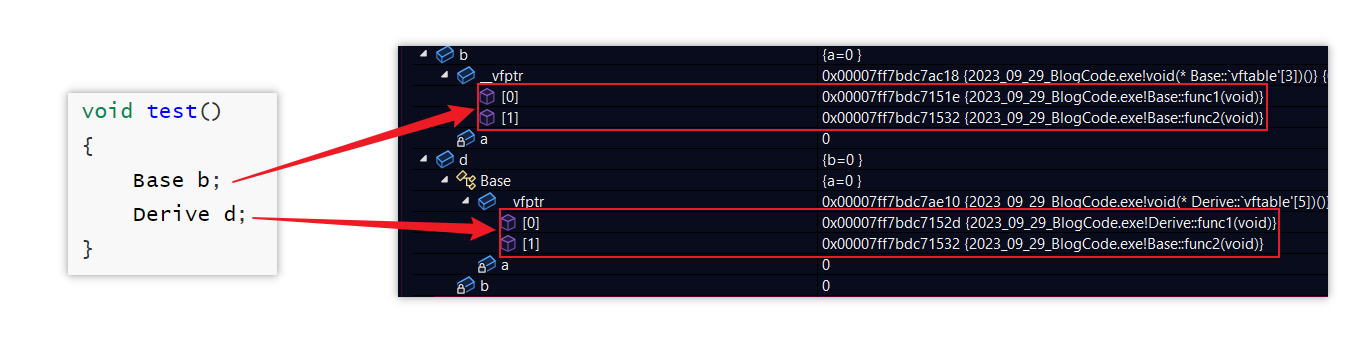 void test()
{
Base b;
Derive d;
}
b {a=0 }
__vfptr 0x00007ff7bdc7ac18 {2023_09_29_BlogCode.exe!void(* Base::`vftable'[3])()} {
[0] 0x00007ff7bdc7151e {2023_09_29_BlogCode.exe!Base::func1(void)}
[1] 0x00007ff7bdc71532 {2023_09_29_BlogCode.exe!Base::func2(void)}
a 0
d {b=0 }
Base {a=0 }
__vfptr 0x00007ff7bdc7ae10 {2023_09_29_BlogCode.exe!void(* Derive::`vftable'[5])()}
[0] 0x00007ff7bdc7152d {2023_09_29_BlogCode.exe!Derive::func1(void)}
[1] 0x00007ff7bdc71532 {2023_09_29_BlogCode.exe!Base::func2(void)}
a 0
b 0